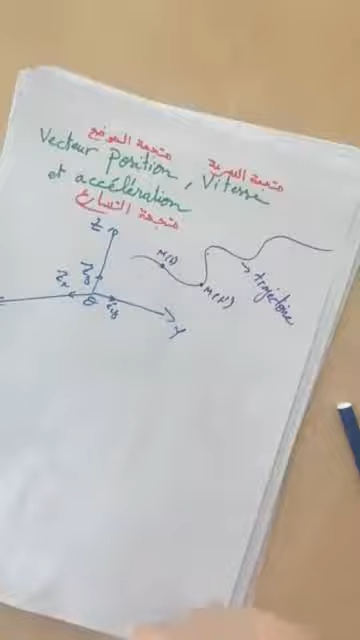 متجهة الموضع
متجهة السرعة
Vecteur Position, Vitesse
et accélération
متجهة التسارع
Z
M(t)
M(t')
trajectoire
O
Y